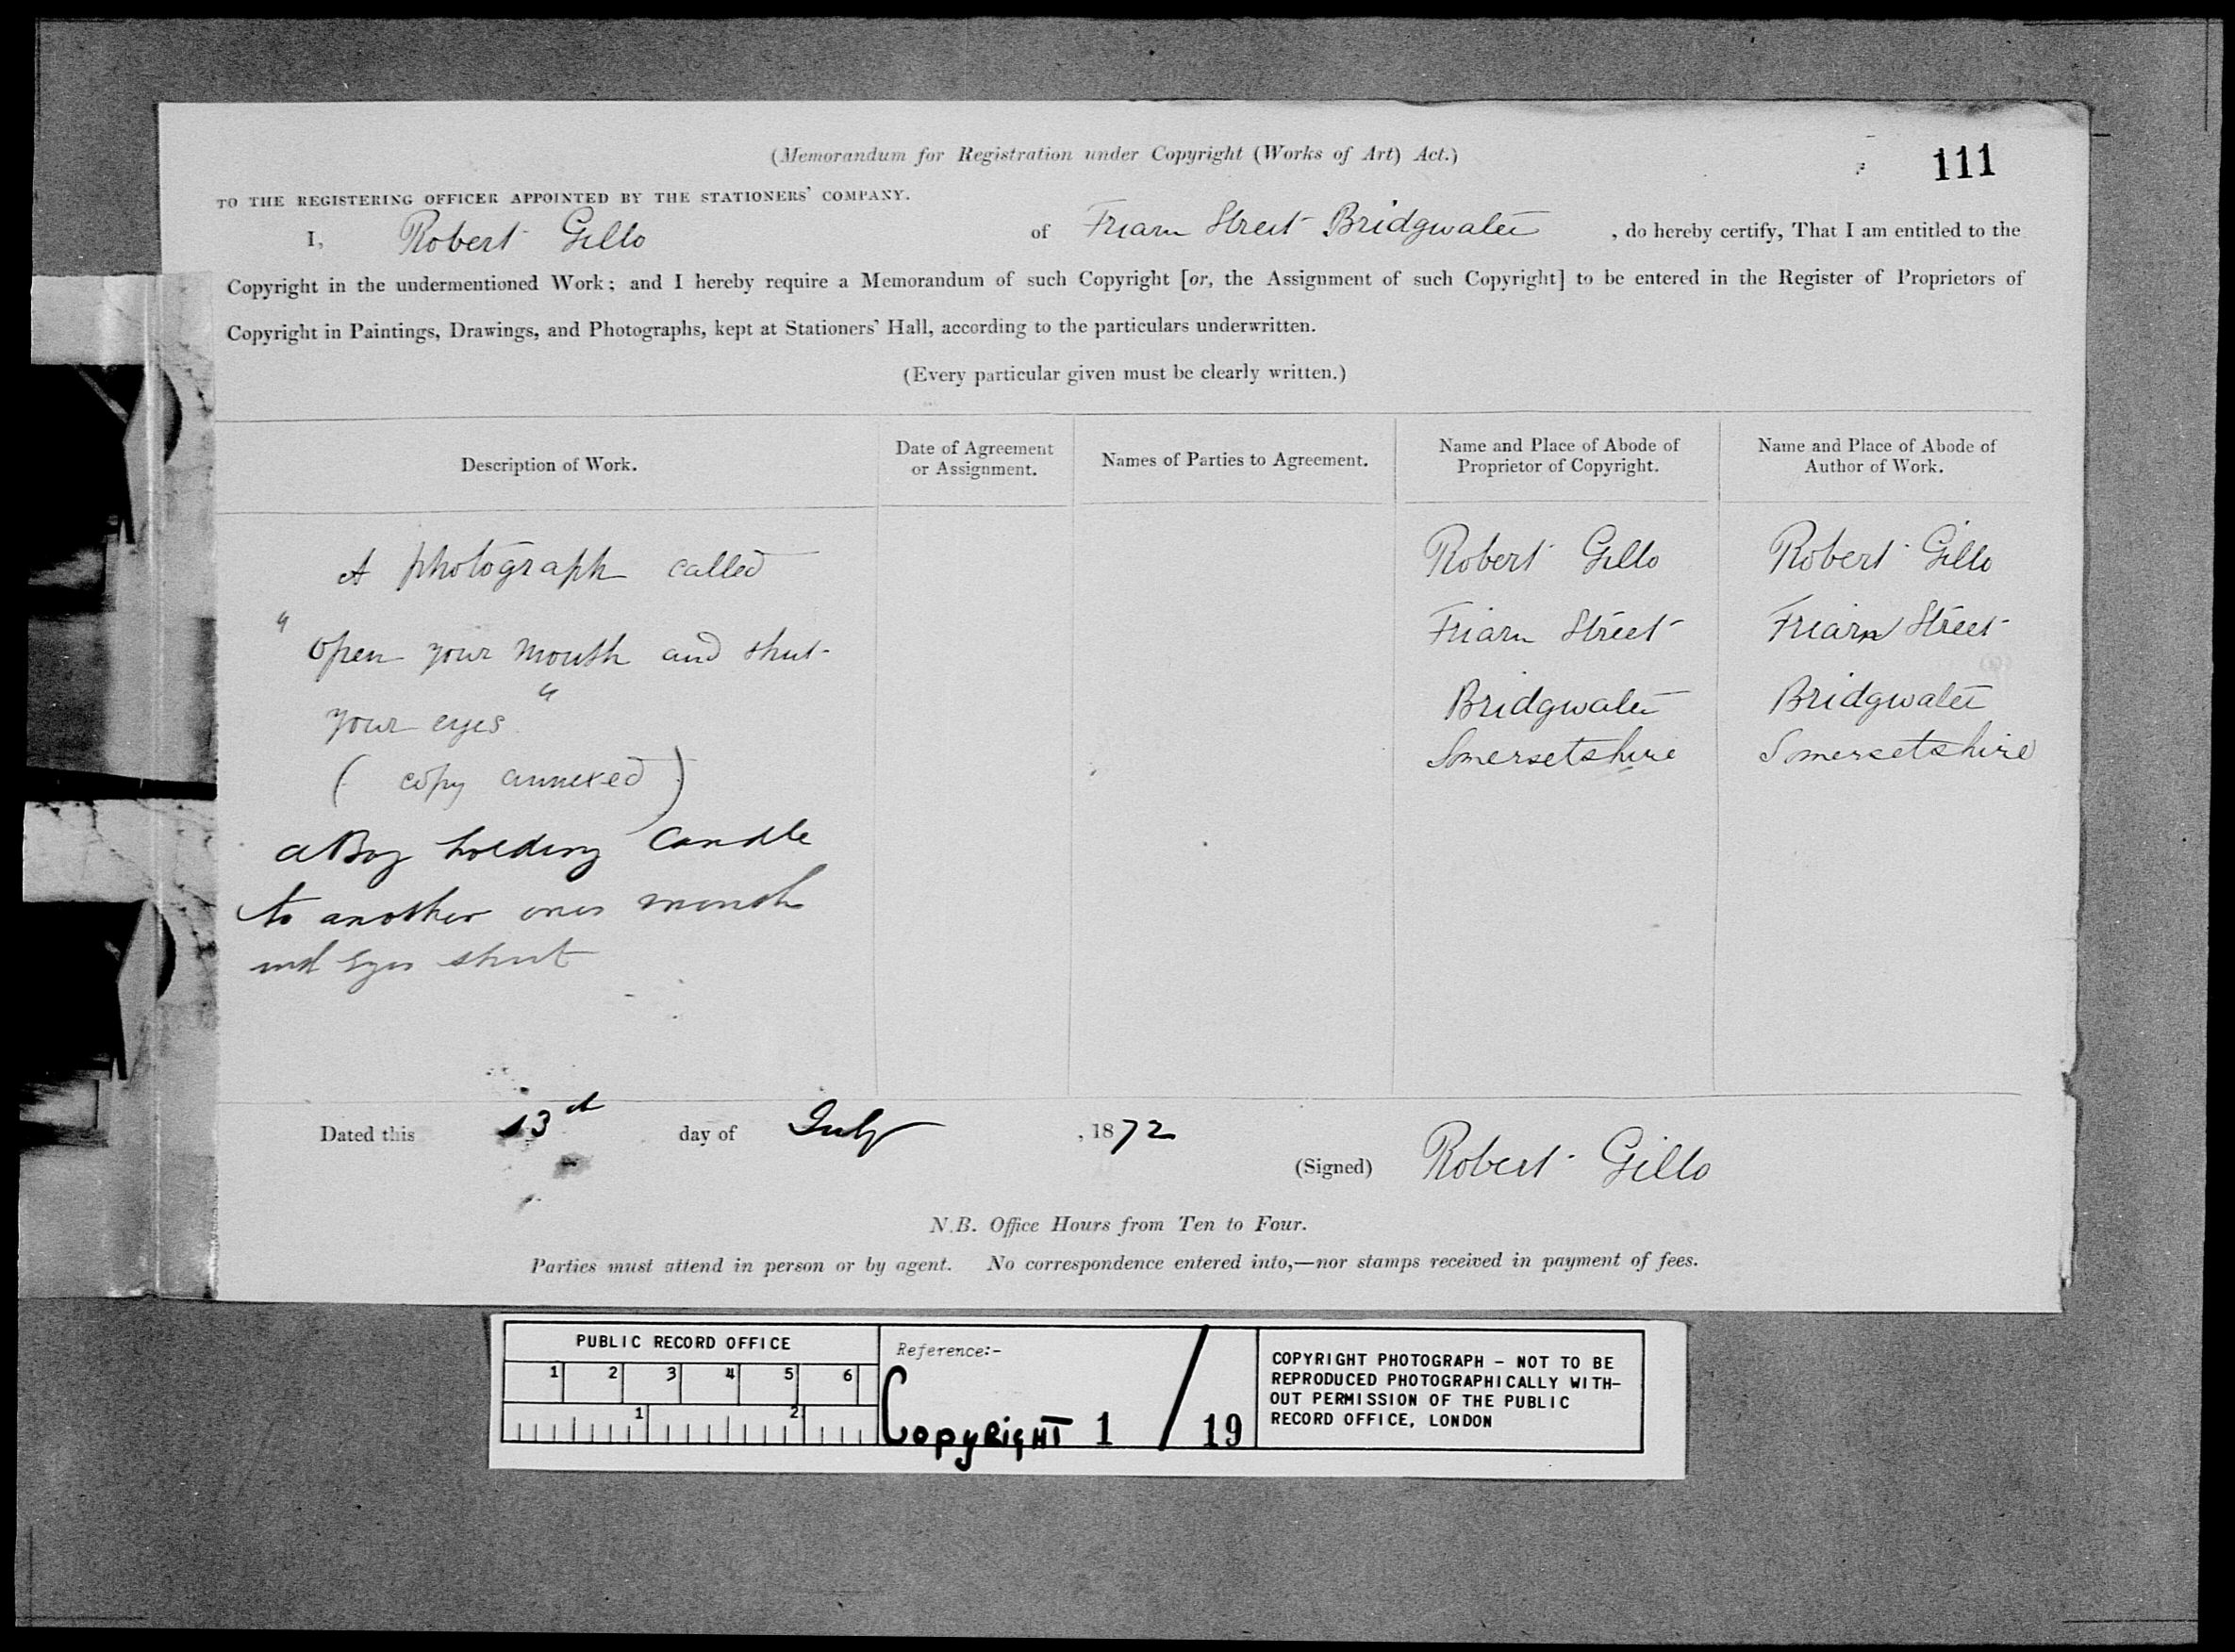 (Memorandum for Registration under Copyright (Works of Art) Act.)
111
TO THE REGISTERING OFFICER APPOINTED BY THE STATIONERS' COMPANY.
I, Robert Gillo of Friarn Street Bridgwater, do hereby certify, That I am entitled to the
Copyright in the undermentioned Work; and I hereby require a Memorandum of such Copyright [or, the Assignment of such Copyright] to be entered in the Register of Proprietors of
Copyright in Paintings, Drawings, and Photographs, kept at Stationers' Hall, according to the particulars underwritten.
(Every particular given must be clearly written.)
Description of Work.
Date of Agreement
or Assignment.
Names of Parties to Agreement.
Name and Place of Abode of
Proprietor of Copyright.
Name and Place of Abode of
Author of Work.
A photograph called
"Open your mouth and shut
your eyes"
(copy annexed)
a Boy holding Candle
to another ones mouth
and Eyes shut
Robert Gillo
Friarn Street
Bridgwater
Somersetshire
Robert Gillo
Friarn Street
Bridgwater
Somersetshire
Dated this 13th day of July, 1872
(Signed) Robert Gillo
N.B. Office Hours from Ten to Four.
Parties must attend in person or by agent. No correspondence entered into,—nor stamps received in payment of fees.
PUBLIC RECORD OFFICE
1 2 3 4 5 6
1 2
Reference:-
Copyright 1 / 19
COPYRIGHT PHOTOGRAPH - NOT TO BE
REPRODUCED PHOTOGRAPHICALLY WITH-
OUT PERMISSION OF THE PUBLIC
RECORD OFFICE, LONDON